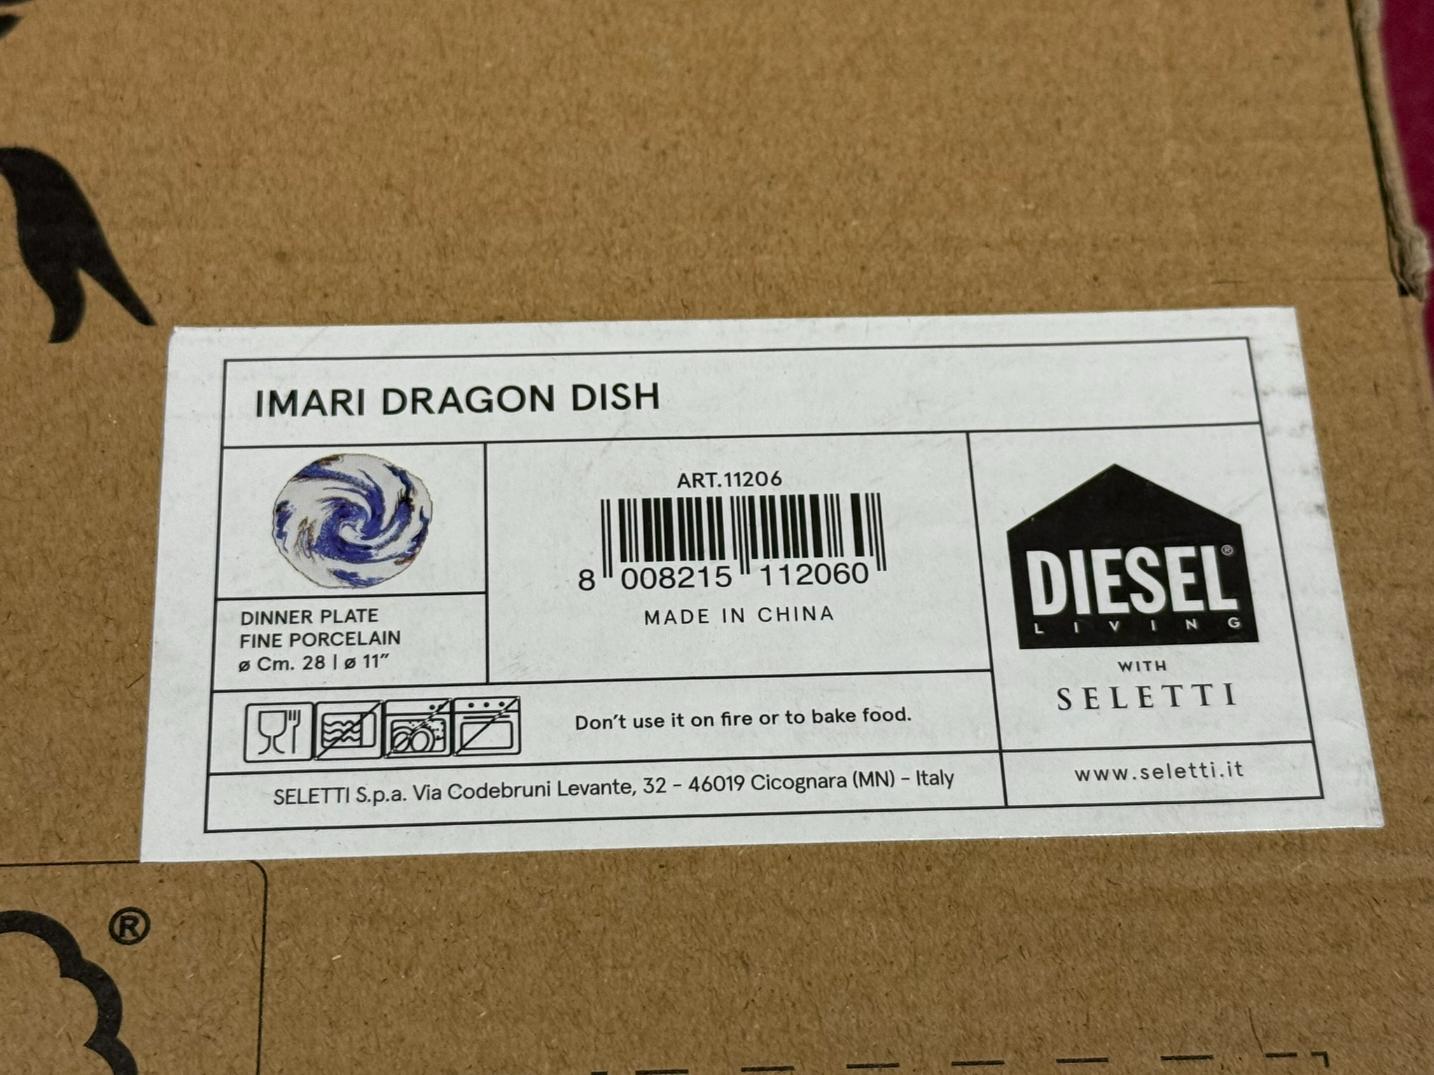 IMARI DRAGON DISH
DINNER PLATE
FINE PORCELAIN
ø Cm. 28 | ø 11”
ART.11206
8 008215 112060
MADE IN CHINA
DIESEL®
LIVING
WITH
SELETTI
Don’t use it on fire or to bake food.
SELETTI S.p.a. Via Codebruni Levante, 32 - 46019 Cicognara (MN) - Italy
www.seletti.it
®